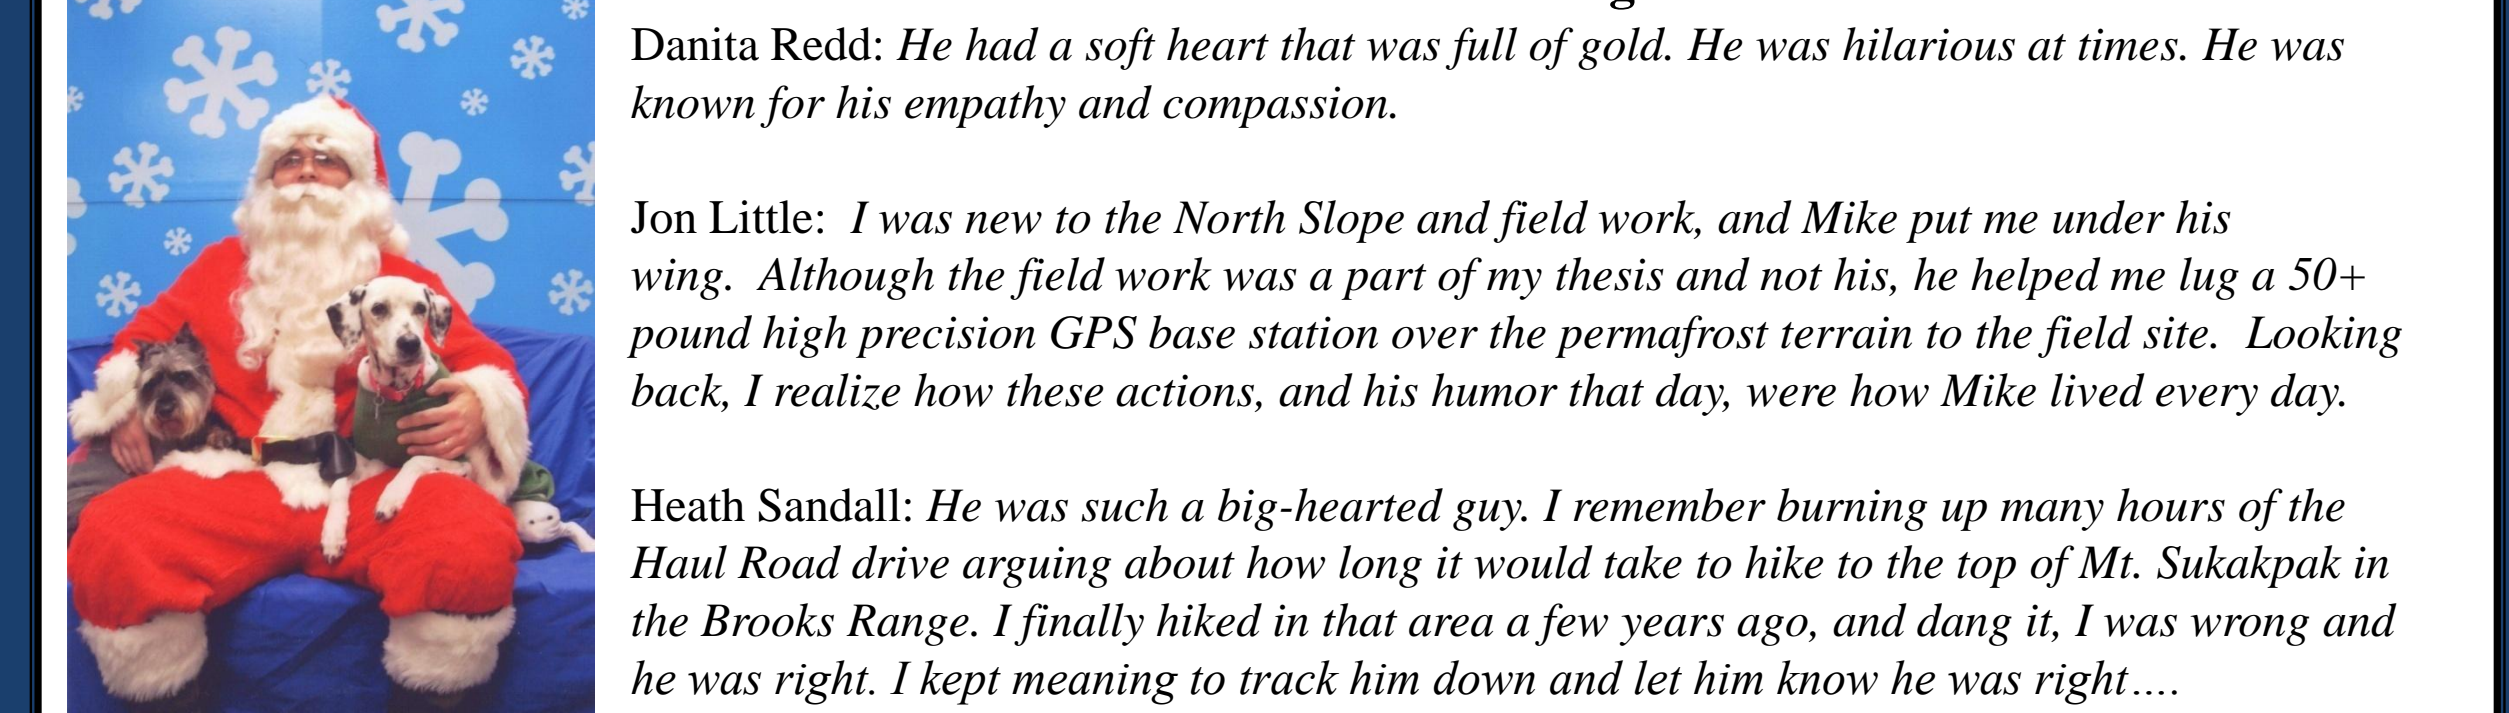 Danita Redd: He had a soft heart that was full of gold. He was hilarious at times. He was
known for his empathy and compassion.
Jon Little:  I was new to the North Slope and field work, and Mike put me under his
wing.  Although the field work was a part of my thesis and not his, he helped me lug a 50+
pound high precision GPS base station over the permafrost terrain to the field site.  Looking
back, I realize how these actions, and his humor that day, were how Mike lived every day.
Heath Sandall: He was such a big-hearted guy. I remember burning up many hours of the
Haul Road drive arguing about how long it would take to hike to the top of Mt. Sukakpak in
the Brooks Range. I finally hiked in that area a few years ago, and dang it, I was wrong and
he was right. I kept meaning to track him down and let him know he was right….